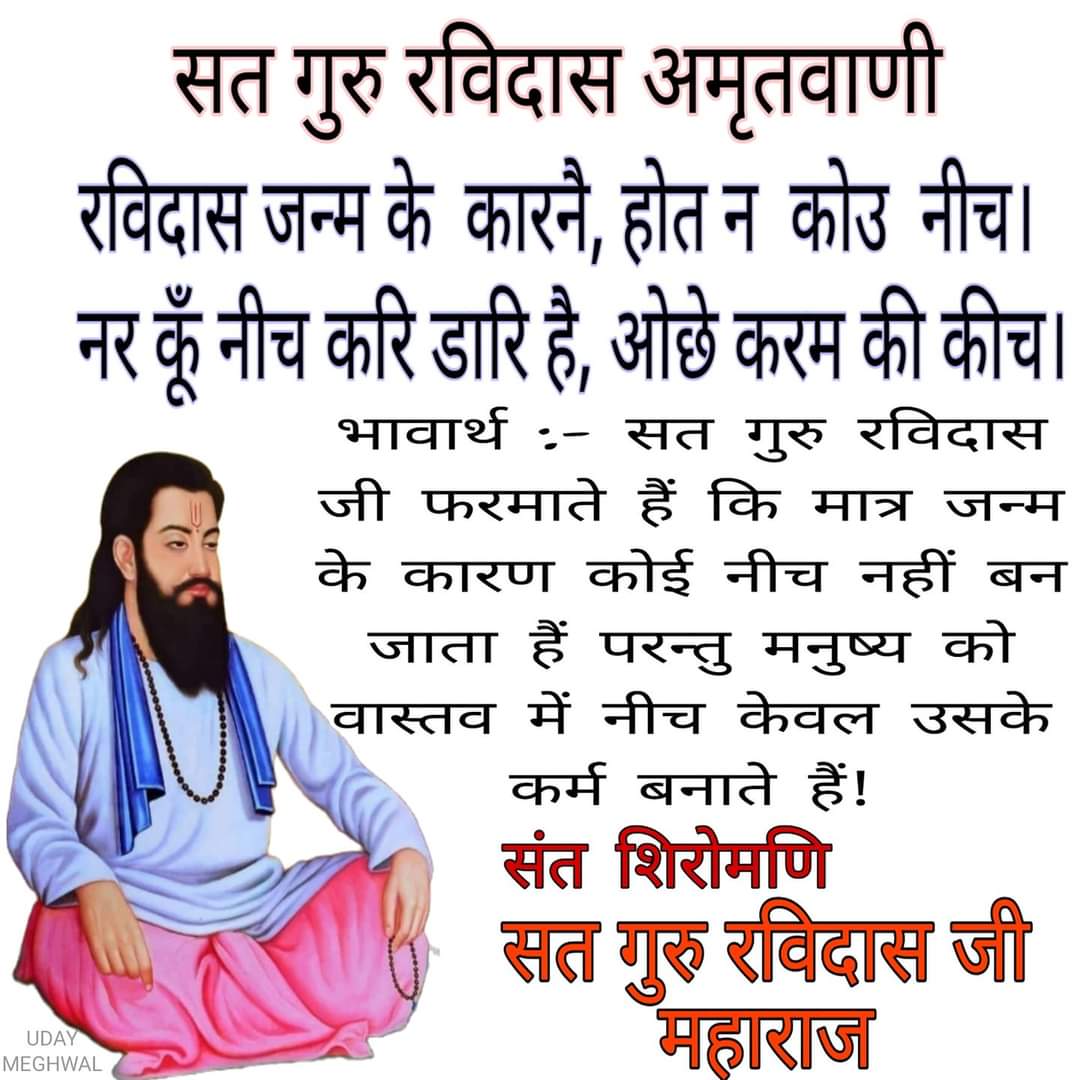 सत गुरु रविदास अमृतवाणी
रविदास जन्म के कारनै, होत न कोउ नीच।
नर कूँ नीच करि डारि है, ओछे करम की कीच।
भावार्थ :- सत गुरु रविदास
जी फरमाते हैं कि मात्र जन्म
के कारण कोई नीच नहीं बन
जाता हैं परन्तु मनुष्य को
वास्तव में नीच केवल उसके
कर्म बनाते हैं!
संत शिरोमणि
सत गुरु रविदास जी
महाराज
UDAY
MEGHWAL